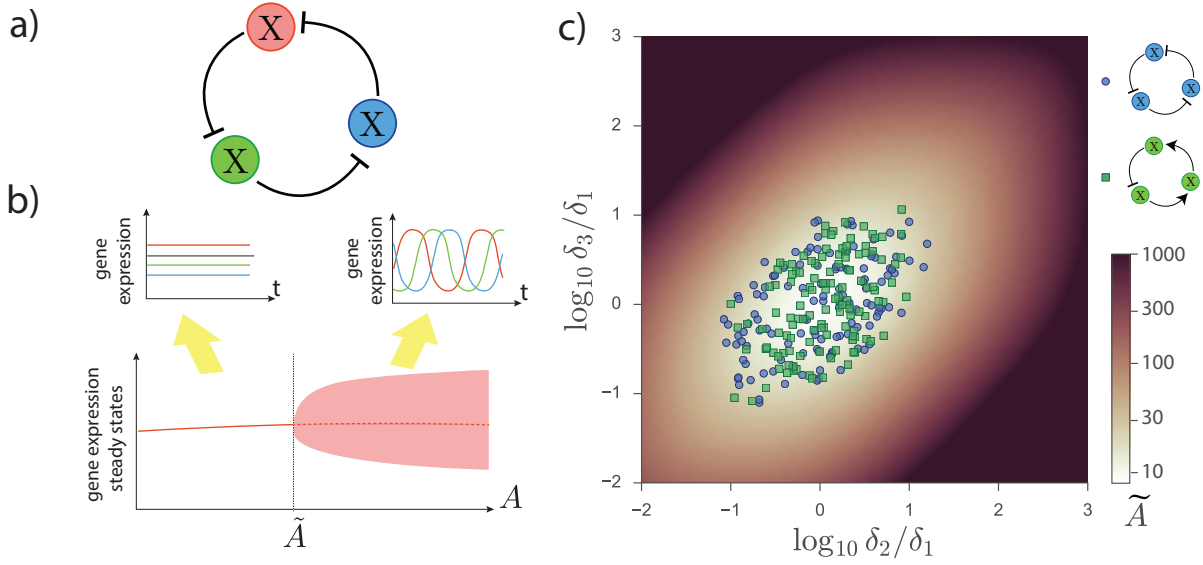 a)
X
X
X
b)
gene
expression
t
gene
expression
t
gene expression
steady states
A
Ã
c)
3
2
1
0
−1
−2
log₁₀ δ₃/δ₁
−2
−1
0
1
2
3
log₁₀ δ₂/δ₁
X
X
X
X
X
X
1000
300
100
30
10
Ã